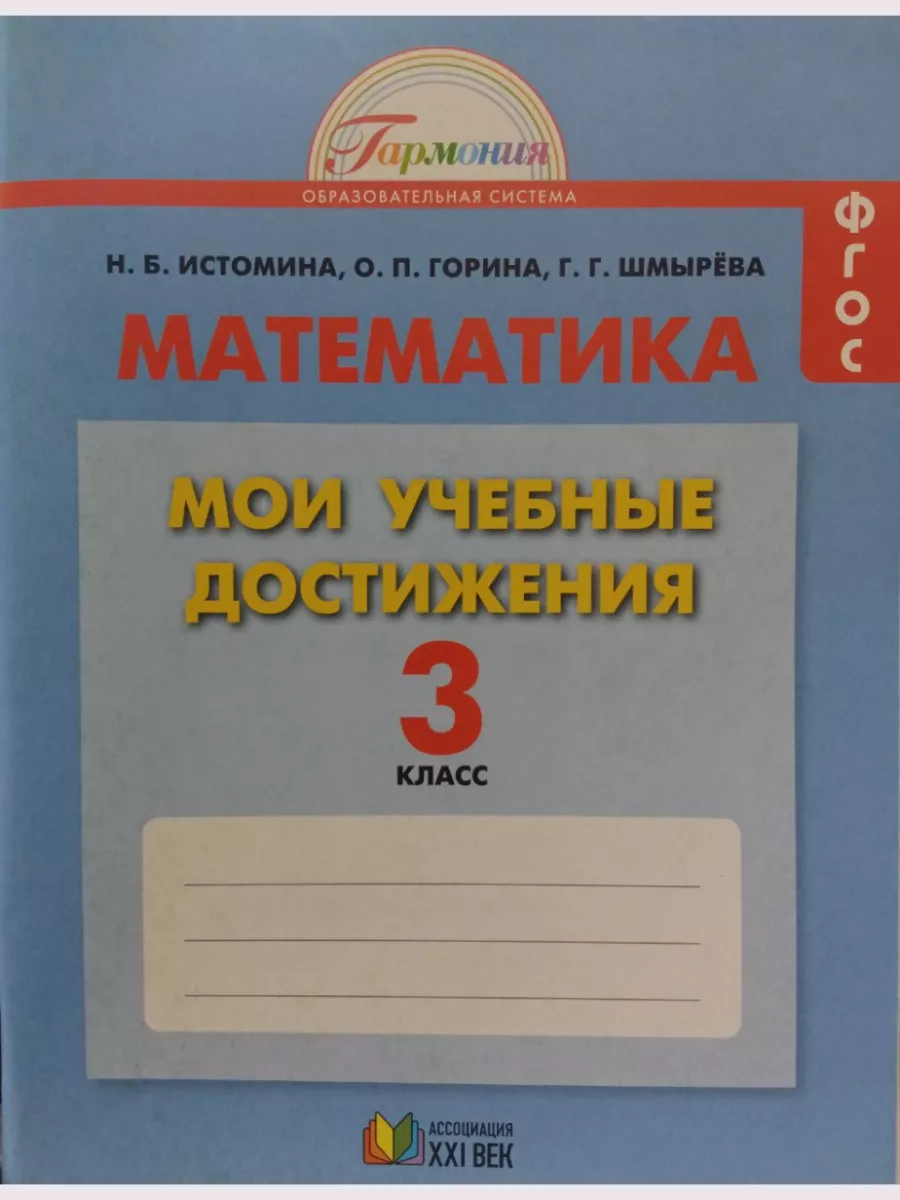 Гармония
ОБРАЗОВАТЕЛЬНАЯ СИСТЕМА
ФГОС
Н. Б. ИСТОМИНА, О. П. ГОРИНА, Г. Г. ШМЫРЁВА
МАТЕМАТИКА
МОИ УЧЕБНЫЕ
ДОСТИЖЕНИЯ
3
КЛАСС
АССОЦИАЦИЯ
XXI ВЕК